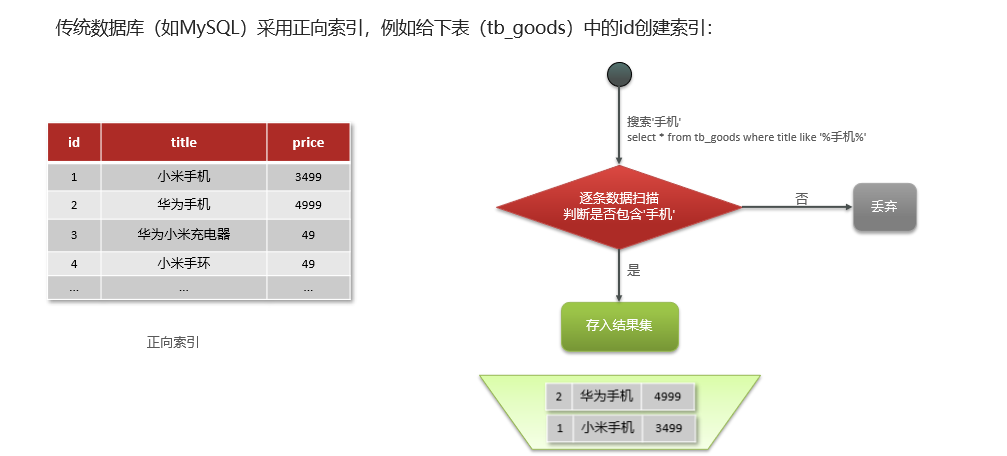 传统数据库（如MySQL）采用正向索引，例如给下表（tb_goods）中的id创建索引：
id title price
1 小米手机 3499
2 华为手机 4999
3 华为小米充电器 49
4 小米手环 49
... ... ...
正向索引
搜索'手机'
select * from tb_goods where title like '%手机%'
逐条数据扫描
判断是否包含'手机'
否
丢弃
是
存入结果集
2 华为手机 4999
1 小米手机 3499